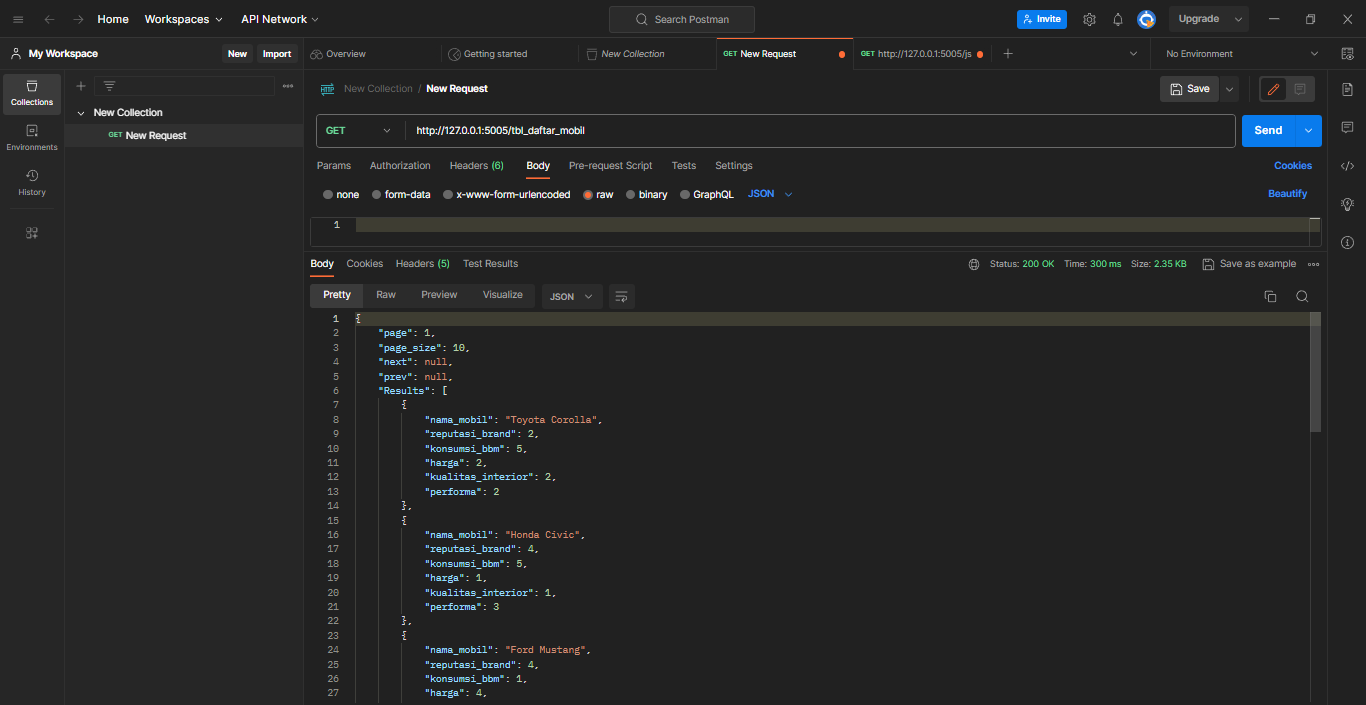 Home Workspaces API Network Search Postman Invite Upgrade
My Workspace New Import Overview Getting started New Collection GET New Request GET http://127.0.0.1:5005/js No Environment
Collections
Environments
History
New Collection
GET New Request
HTTP New Collection / New Request Save
GET http://127.0.0.1:5005/tbl_daftar_mobil Send
Params Authorization Headers (6) Body Pre-request Script Tests Settings Cookies
none form-data x-www-form-urlencoded raw binary GraphQL JSON Beautify
1
Body Cookies Headers (5) Test Results Status: 200 OK Time: 300 ms Size: 2.35 KB Save as example
Pretty Raw Preview Visualize JSON
1 {
2 "page": 1,
3 "page_size": 10,
4 "next": null,
5 "prev": null,
6 "Results": [
7 {
8 "nama_mobil": "Toyota Corolla",
9 "reputasi_brand": 2,
10 "konsumsi_bbm": 5,
11 "harga": 2,
12 "kualitas_interior": 2,
13 "performa": 2
14 },
15 {
16 "nama_mobil": "Honda Civic",
17 "reputasi_brand": 4,
18 "konsumsi_bbm": 5,
19 "harga": 1,
20 "kualitas_interior": 1,
21 "performa": 3
22 },
23 {
24 "nama_mobil": "Ford Mustang",
25 "reputasi_brand": 4,
26 "konsumsi_bbm": 1,
27 "harga": 4,